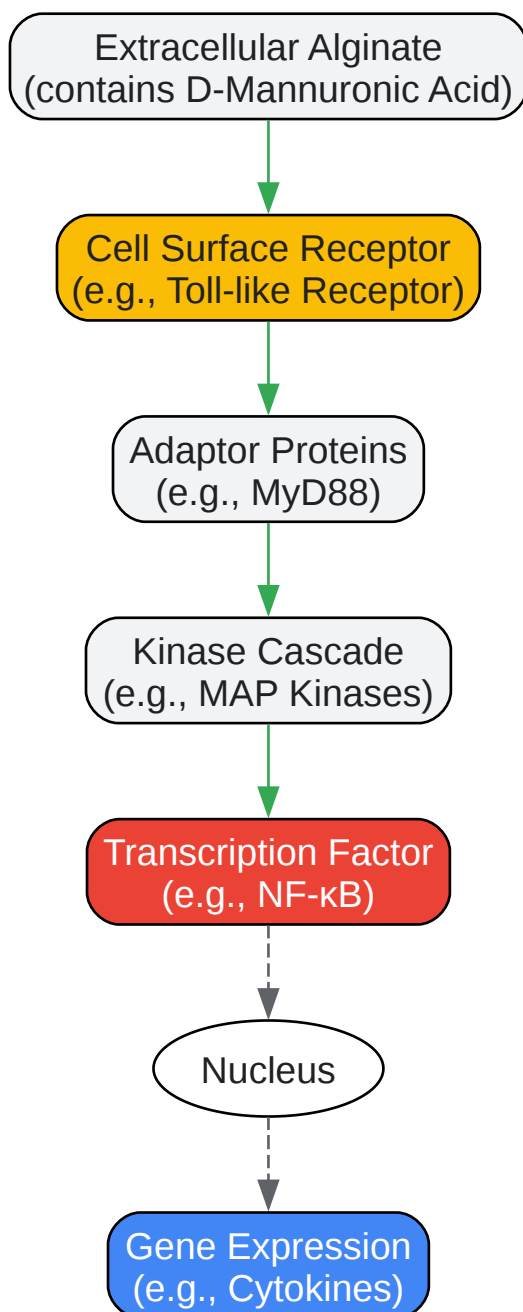 Extracellular Alginate
(contains D-Mannuronic Acid)
Cell Surface Receptor
(e.g., Toll-like Receptor)
Adaptor Proteins
(e.g., MyD88)
Kinase Cascade
(e.g., MAP Kinases)
Transcription Factor
(e.g., NF-κB)
Nucleus
Gene Expression
(e.g., Cytokines)